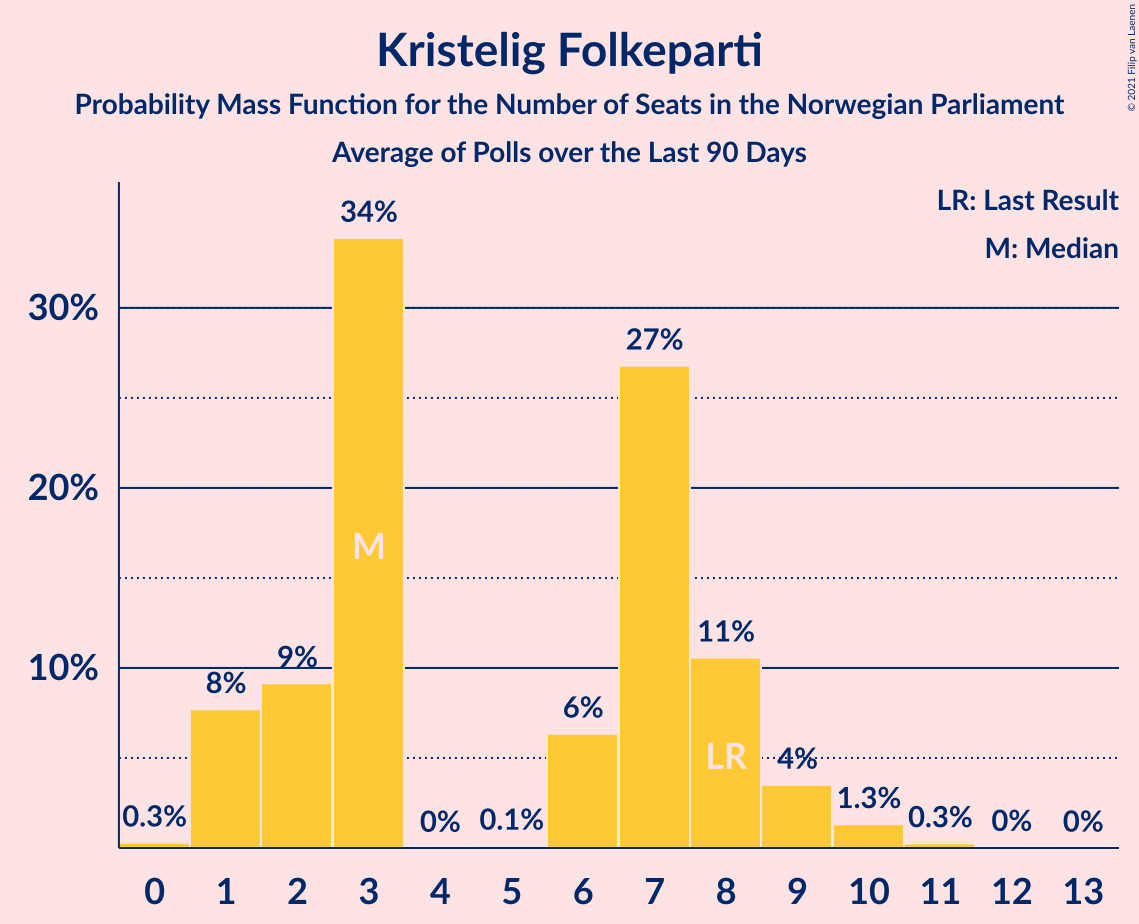 © 2021 Filip van Laenen
Kristelig Folkeparti
Probability Mass Function for the Number of Seats in the Norwegian Parliament
Average of Polls over the Last 90 Days
LR: Last Result
M: Median
30%
20%
10%
0.3%
8%
9%
34%
0%
0.1%
6%
27%
11%
4%
1.3%
0.3%
0%
0%
M
LR
0 1 2 3 4 5 6 7 8 9 10 11 12 13